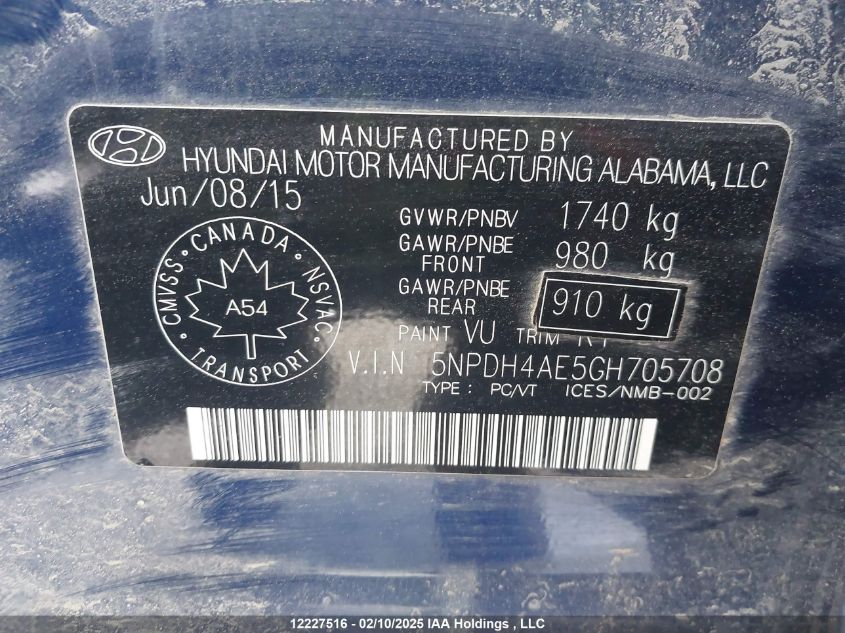 MANUFACTURED BY
HYUNDAI MOTOR MANUFACTURING ALABAMA, LLC
Jun/08/15
GVWR/PNBV 1740 kg
GAWR/PNBE FRONT 980 kg
GAWR/PNBE REAR 910 kg
CANADA
CMVSS NSVAC
A54
TRANSPORT
PAINT VU TRIM
V.I.N 5NPDH4AE5GH705708
TYPE : PC/VT ICES/NMB-002
12227516 - 02/10/2025 IAA Holdings , LLC